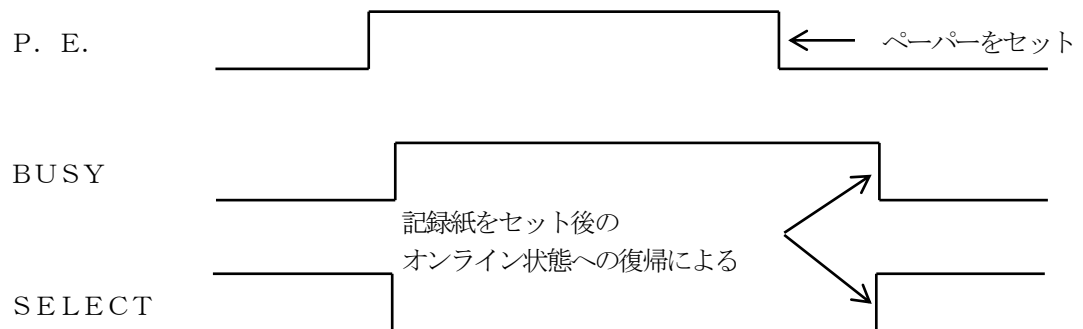 Ｐ．Ｅ．
ペーパーをセット
ＢＵＳＹ
記録紙をセット後の
オンライン状態への復帰による
ＳＥＬＥＣＴ